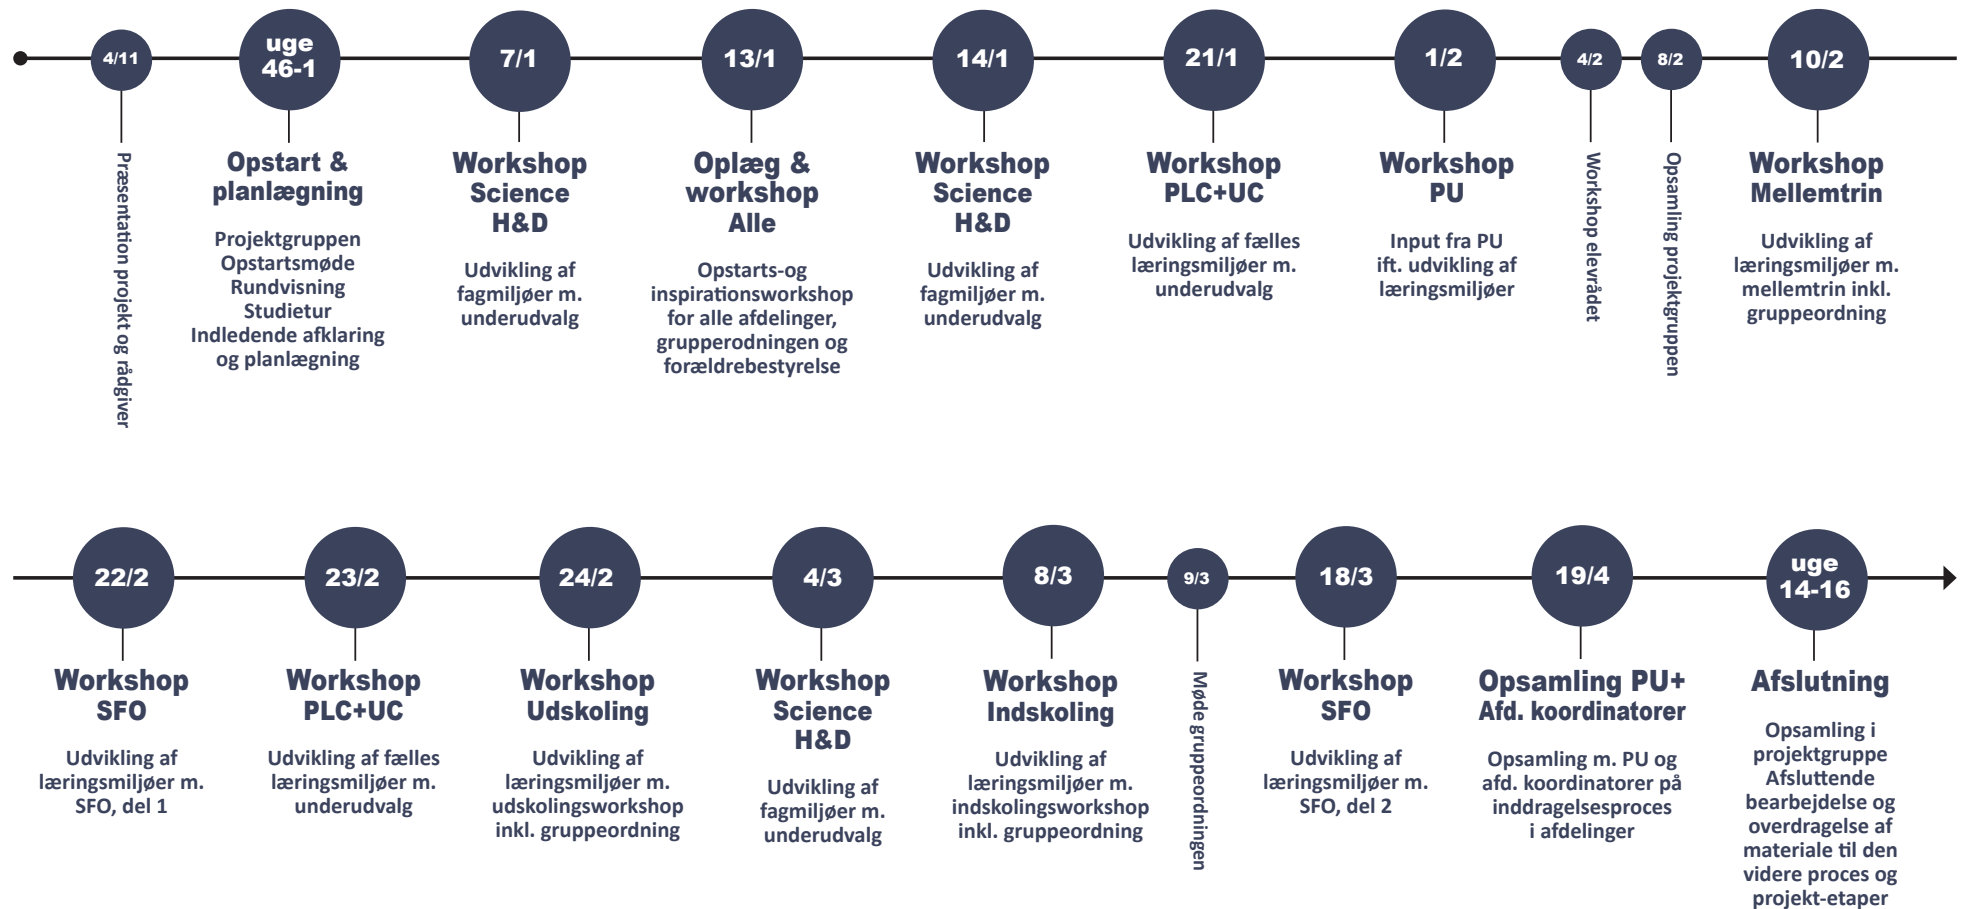 4/11
Præsentation projekt og rådgiver
uge
46-1
Opstart &
planlægning
Projektgruppen
Opstartsmøde
Rundvisning
Studietur
Indledende afklaring
og planlægning
7/1
Workshop
Science
H&D
Udvikling af
fagmiljøer m.
underudvalg
13/1
Oplæg &
workshop
Alle
Opstarts-og
inspirationsworkshop
for alle afdelinger,
grupperodningen og
forældrebestyrelse
14/1
Workshop
Science
H&D
Udvikling af
fagmiljøer m.
underudvalg
21/1
Workshop
PLC+UC
Udvikling af fælles
læringsmiljøer m.
underudvalg
1/2
Workshop
PU
Input fra PU
ift. udvikling af
læringsmiljøer
4/2
Workshop elevrådet
8/2
Opsamling projektgruppen
10/2
Workshop
Mellemtrin
Udvikling af
læringsmiljøer m.
mellemtrin inkl.
gruppeordning
22/2
Workshop
SFO
Udvikling af
læringsmiljøer m.
SFO, del 1
23/2
Workshop
PLC+UC
Udvikling af fælles
læringsmiljøer m.
underudvalg
24/2
Workshop
Udskoling
Udvikling af
læringsmiljøer m.
udskolingsworkshop
inkl. gruppeordning
4/3
Workshop
Science
H&D
Udvikling af
fagmiljøer m.
underudvalg
8/3
Workshop
Indskoling
Udvikling af
læringsmiljøer m.
indskolingsworkshop
inkl. gruppeordning
9/3
Møde gruppeordningen
18/3
Workshop
SFO
Udvikling af
læringsmiljøer m.
SFO, del 2
19/4
Opsamling PU+
Afd. koordinatorer
Opsamling m. PU og
afd. koordinatorer på
inddragelsesproces
i afdelinger
uge
14-16
Afslutning
Opsamling i
projektgruppe
Afsluttende
bearbejdelse og
overdragelse af
materiale til den
videre proces og
projekt-etaper